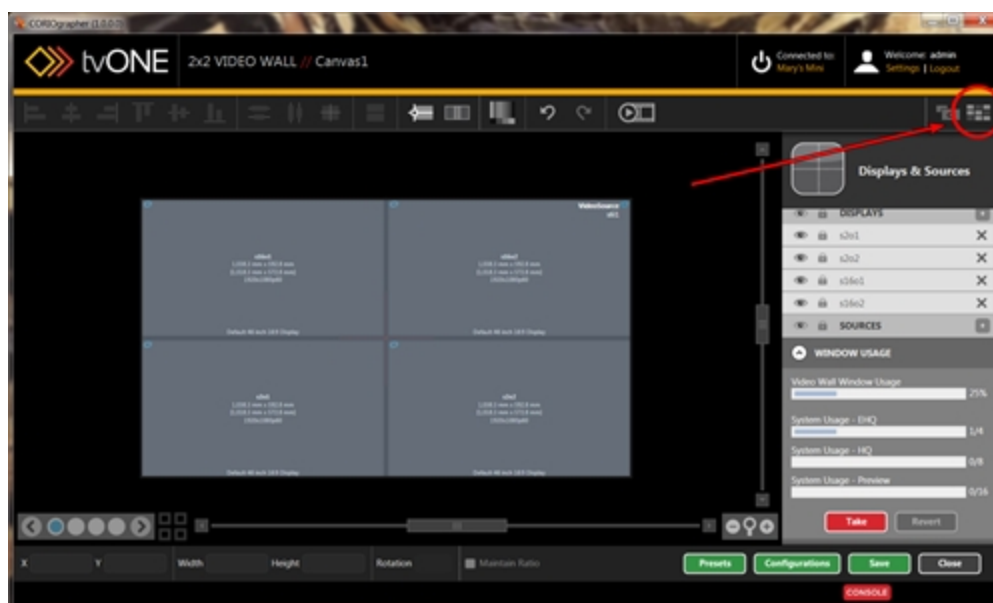 CORIOgrapher (1.0.0.0)
tvONE
2x2 VIDEO WALL // Canvas1
Connected to:
Mary's Mini
Welcome: admin
Settings | Logout
Displays & Sources
DISPLAYS
s2o1
s2o2
s16o1
s16o2
SOURCES
WINDOW USAGE
Video Wall Window Usage
25%
System Usage - EHQ
1/4
System Usage - HQ
0/8
System Usage - Preview
0/16
Take
Revert
VideoSource
Default 46 inch 16:9 Display
Default 46 inch 16:9 Display
Default 46 inch 16:9 Display
Default 46 inch 16:9 Display
X
Y
Width
Height
Rotation
Maintain Ratio
Presets
Configurations
Save
Close
CONSOLE